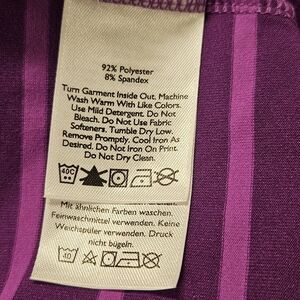 92% Polyester
8% Spandex
Turn Garment Inside Out, Machine
Wash Warm With Like Colors.
Use Mild Detergent. Do Not
Bleach. Do Not Use Fabric
Softeners. Tumble Dry Low.
Remove Promptly. Cool Iron As
Desired. Do Not Iron On Print.
Do Not Dry Clean.
40C
Mit ähnlichen Farben waschen.
Feinwaschmittel verwenden. Keine
Weichspüler verwenden. Druck
nicht bügeln.
40